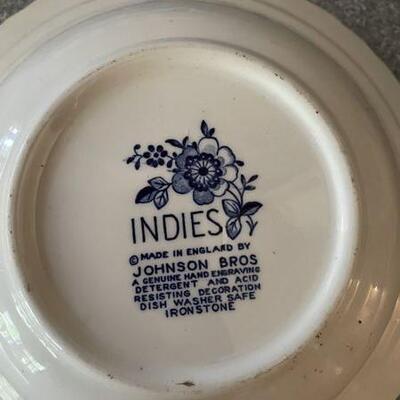 INDIES
© MADE IN ENGLAND BY
JOHNSON BROS
A GENUINE HAND ENGRAVING
DETERGENT AND ACID
RESISTING DECORATION
DISH WASHER SAFE
IRONSTONE